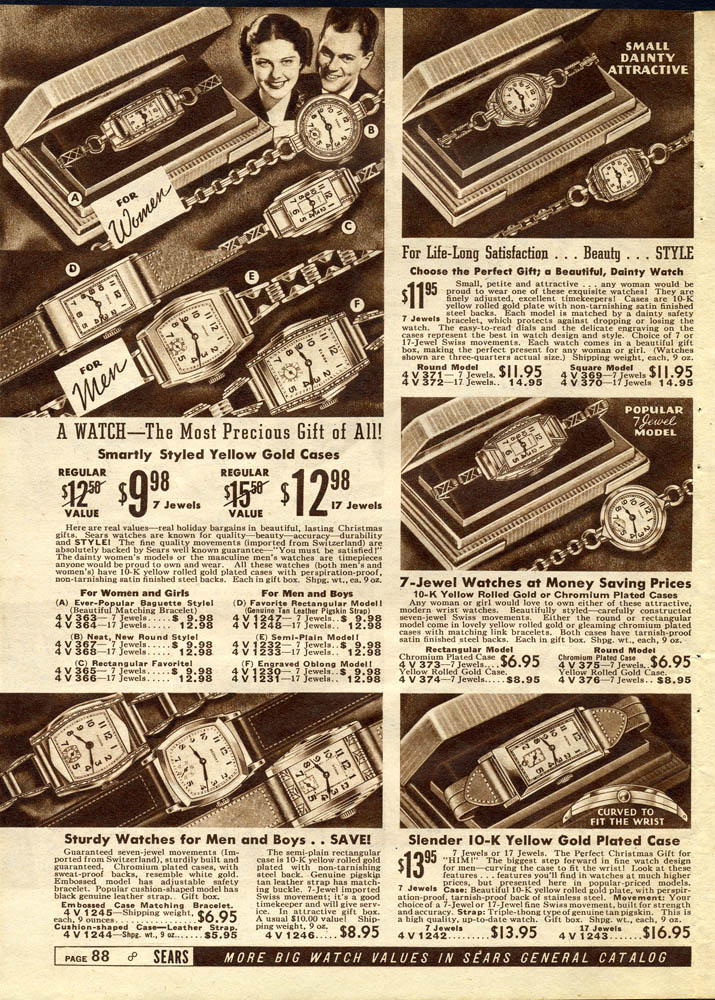 A
B
C
D
E
F
FOR
Women
FOR
Men
A WATCH—The Most Precious Gift of All!
Smartly Styled Yellow Gold Cases
REGULAR
$12.50
VALUE
$9.98
7 Jewels
REGULAR
$15.50
VALUE
$12.98
17 Jewels
Here are real values—real holiday bargains in beautiful, lasting Christmas
gifts. Sears watches are known for quality—beauty—accuracy—durability
and STYLE! The fine quality movements (imported from Switzerland) are
absolutely backed by Sears well known guarantee—"You must be satisfied!"
The dainty women's models or the masculine men's watches are timepieces
anyone would be proud to own and wear. All these watches (both men's and
women's) have 10-K yellow rolled gold plated cases with perspiration-proof,
non-tarnishing satin finished steel backs. Each in gift box. Shpg. wt., ea. 9 oz.
For Women and Girls
(A) Ever-Popular Baguette Style!
(Beautiful Matching Bracelet)
4 V 363— 7 Jewels.....$ 9.98
4 V 364—17 Jewels..... 12.98
(B) Neat, New Round Style!
4 V 367— 7 Jewels.....$ 9.98
4 V 368—17 Jewels..... 12.98
(C) Rectangular Favorite!
4 V 365— 7 Jewels.....$ 9.98
4 V 366—17 Jewels..... 12.98
For Men and Boys
(D) Favorite Rectangular Model!
(Genuine Tan Leather Pigskin Strap)
4 V 1247— 7 Jewels..$ 9.98
4 V 1248—17 Jewels.. 12.98
(E) Semi-Plain Model!
4 V 1232— 7 Jewels..$ 9.98
4 V 1233—17 Jewels.. 12.98
(F) Engraved Oblong Model!
4 V 1230— 7 Jewels..$ 9.98
4 V 1231—17 Jewels.. 12.98
Sturdy Watches for Men and Boys . . SAVE!
Guaranteed seven-jewel movements (Im-
ported from Switzerland), sturdily built and
guaranteed. Chromium plated cases, with
sweat-proof backs, resemble white gold.
Embossed model has adjustable safety
bracelet. Popular cushion-shaped model has
black genuine leather strap. Gift box.
Embossed Case Matching Bracelet.
4 V 1245—Shipping weight,
each, 9 ounces..............$6.95
Cushion-shaped Case—Leather Strap.
4 V 1244—Shpg. wt., 9 oz.......$5.95
The semi-plain rectangular
case is 10-K yellow rolled gold
plated with non-tarnishing
steel back. Genuine pigskin
tan leather strap has match-
ing buckle. 7-Jewel imported
Swiss movement; it's a good
timekeeper and will give serv-
ice. In attractive gift box.
A usual $10.00 value! Ship-
ping weight, 9 oz.
4 V 1246.....$8.95
SMALL
DAINTY
ATTRACTIVE
For Life-Long Satisfaction . . . Beauty . . . STYLE
Choose the Perfect Gift; a Beautiful, Dainty Watch
$11.95
7 Jewels
Small, petite and attractive . . . any woman would be
proud to wear one of these exquisite watches! They are
finely adjusted, excellent timekeepers! Cases are 10-K
yellow rolled gold plate with non-tarnishing satin finished
steel backs. Each model is matched by a dainty safety
bracelet, which protects against dropping or losing the
watch. The easy-to-read dials and the delicate engraving on the
cases represent the best in watch design and style. Choice of 7 or
17-Jewel Swiss movements. Each watch comes in a beautiful gift
box, making the perfect present for any woman or girl. (Watches
shown are three-quarters actual size.) Shipping weight, each, 9 oz.
Round Model
4 V 371— 7 Jewels. $11.95
4 V 372—17 Jewels.. 14.95
Square Model
4 V 369—7 Jewels $11.95
4 V 370—17 Jewels 14.95
POPULAR
7 Jewel
MODEL
7-Jewel Watches at Money Saving Prices
10-K Yellow Rolled Gold or Chromium Plated Cases
Any woman or girl would love to own either of these attractive,
modern wrist watches. Beautifully styled—carefully constructed
seven-jewel Swiss movements. Either the round or rectangular
model come in lovely yellow rolled gold or gleaming chromium plated
cases with matching link bracelets. Both cases have tarnish-proof
satin finished steel backs. Each in gift box. Shpg. wt., each, 9 oz.
Rectangular Model
Chromium Plated Case
4 V 373—7 Jewels..$6.95
Yellow Rolled Gold Case.
4 V 374—7 Jewels.....$8.95
Round Model
Chromium Plated Case
4 V 375—7 Jewels.$6.95
Yellow Rolled Gold Case.
4 V 376—7 Jewels..$8.95
CURVED TO
FIT THE WRIST
Slender 10-K Yellow Gold Plated Case
$13.95
7 Jewels
7 Jewels or 17 Jewels. The Perfect Christmas Gift for
"HIM!" The biggest step forward in fine watch design
for men—curving the case to fit the wrist! Look at these
features . . . features you'll find in watches at much higher
prices, but presented here in popular-priced models.
Case: Beautiful 10-K yellow rolled gold plate, with perspir-
ation-proof, tarnish-proof back of stainless steel. Movement: Your
choice of a 7-Jewel or 17-Jewel fine Swiss movement, built for strength
and accuracy. Strap: Triple-thong type of genuine tan pigskin. This is
a high quality, up-to-date watch. Gift box. Shpg. wt., each, 9 oz.
7 Jewels
4 V 1242........$13.95
17 Jewels
4 V 1243.....$16.95
PAGE 88 SEARS MORE BIG WATCH VALUES IN SEARS GENERAL CATALOG